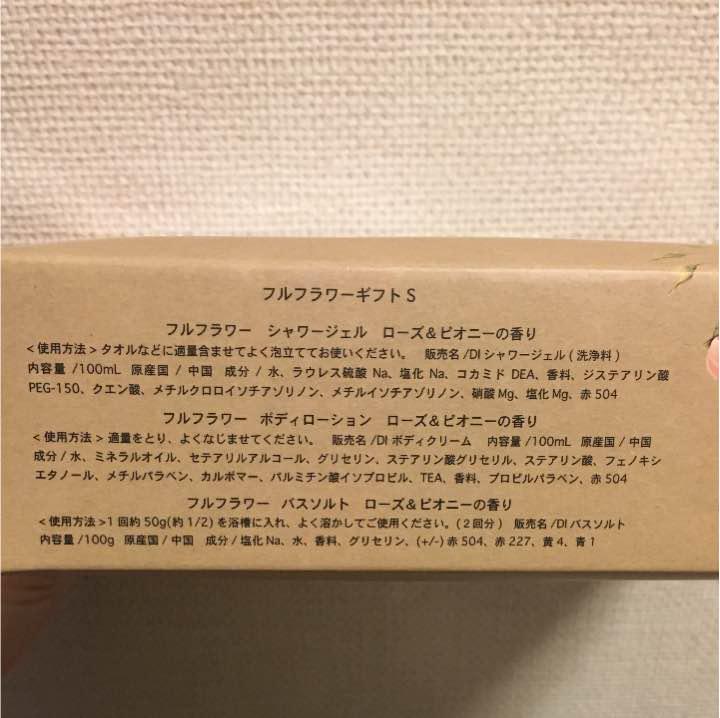 フルフラワーギフト S
フルフラワー　シャワージェル　ローズ＆ピオニーの香り
＜使用方法＞タオルなどに適量含ませてよく泡立ててお使いください。　販売名 /DI シャワージェル ( 洗浄料 )
内容量 /100mL　原産国 / 中国　成分 / 水、ラウレス硫酸 Na、塩化 Na、コカミド DEA、香料、ジステアリン酸
PEG-150、クエン酸、メチルクロロイソチアゾリノン、メチルイソチアゾリノン、硝酸 Mg、塩化 Mg、赤 504
フルフラワー　ボディローション　ローズ＆ピオニーの香り
＜使用方法＞適量をとり、よくなじませてください。　販売名 /DI ボディクリーム　内容量 /100mL　原産国 / 中国
成分 / 水、ミネラルオイル、セテアリルアルコール、グリセリン、ステアリン酸グリセリル、ステアリン酸、フェノキシ
エタノール、メチルパラベン、カルボマー、パルミチン酸イソプロピル、TEA、香料、プロピルパラベン、赤 504
フルフラワー　バスソルト　ローズ＆ピオニーの香り
＜使用方法＞1 回約 50g(約 1/2) を浴槽に入れ、よく溶かしてご使用ください。( 2 回分 )　販売名 /DI バスソルト
内容量 /100g　原産国 / 中国　成分 / 塩化 Na、水、香料、グリセリン、(+/-) 赤 504、赤 227、黄 4、青 1